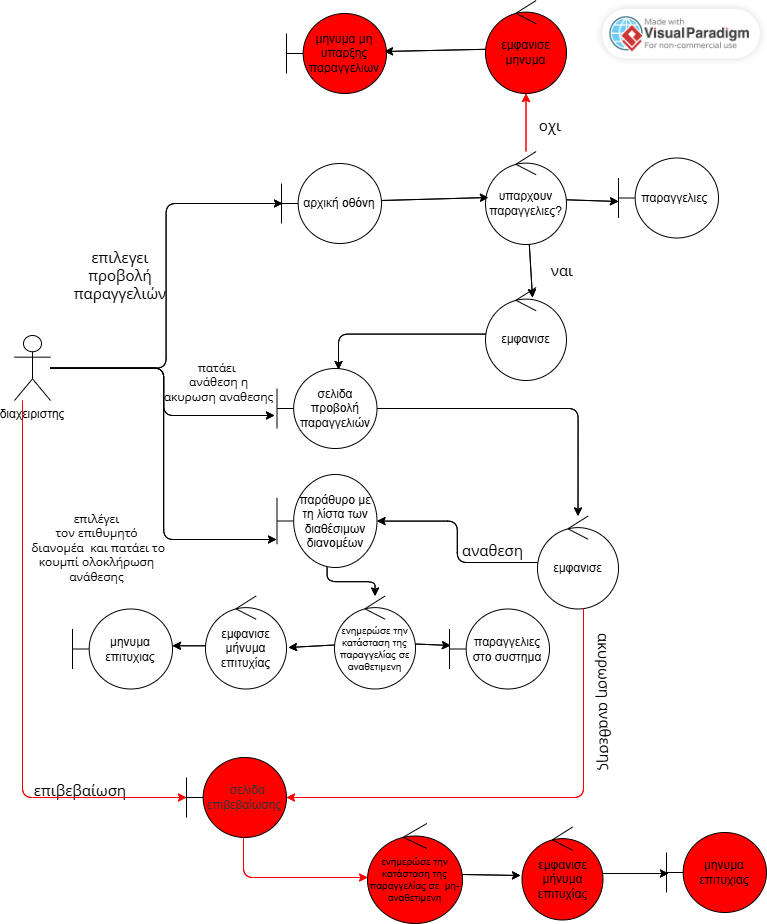 Made with
VisualParadigm
For non-commercial use
μηνυμα μη
υπαρξης
παραγγελιων
εμφανισε
μηνυμα
οχι
αρχική οθόνη
υπαρχουν
παραγγελιες?
παραγγελιες
επιλεγει
προβολή
παραγγελιών
ναι
εμφανισε
διαχειριστης
πατάει
ανάθεση η
ακυρωση αναθεσης
σελιδα
προβολή
παραγγελιών
επιλέγει
τον επιθυμητό
διανομέα και πατάει το
κουμπί ολοκλήρωση
ανάθεσης
παράθυρο με
τη λίστα των
διαθέσιμων
διανομέων
αναθεση
εμφανισε
μηνυμα
επιτυχιας
εμφανισε
μήνυμα
επιτυχίας
ενημερώσε την
κατάσταση της
παραγγελίας σε
αναθετιμενη
παραγγελιες
στο συστημα
ακυρωση αναθεσης
επιβεβαίωση
σελιδα
επιβεβαίωσης
ενημερώσε την
κατάσταση της
παραγγελίας σε μη-
αναθετιμενη
εμφανισε
μήνυμα
επιτυχίας
μήνυμα
επιτυχιας